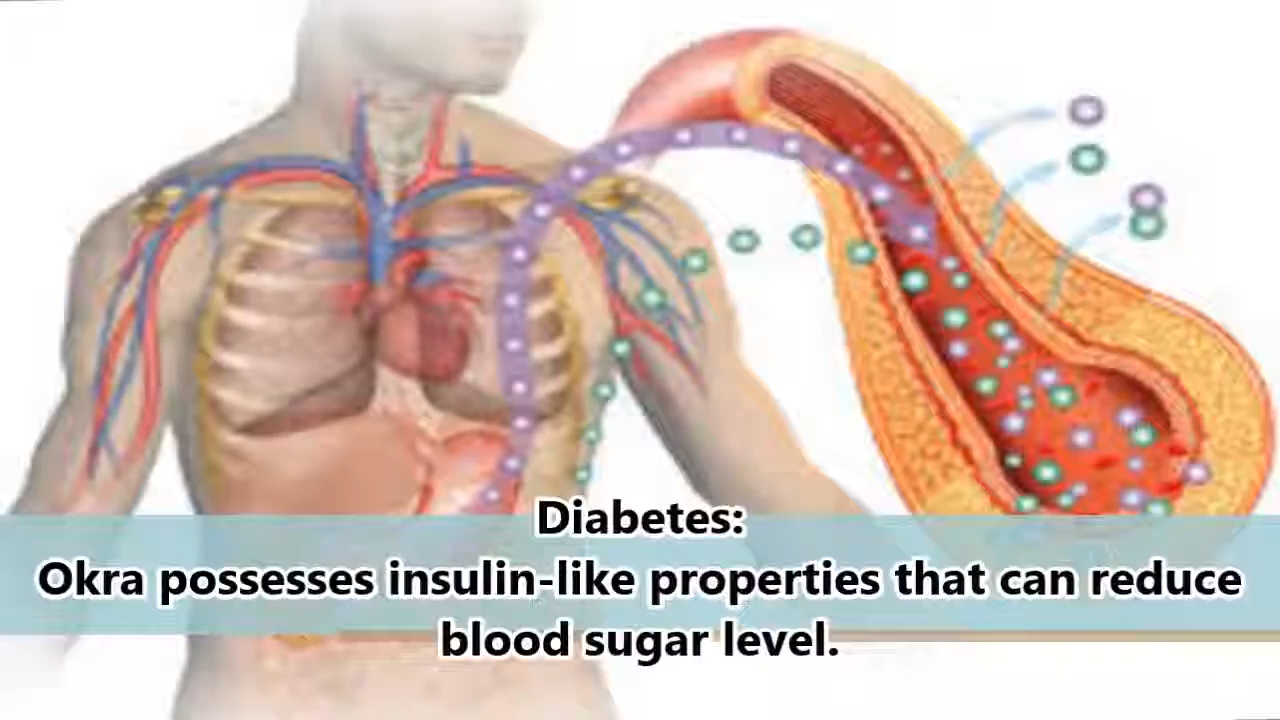 Diabetes:
Okra possesses insulin-like properties that can reduce
blood sugar level.